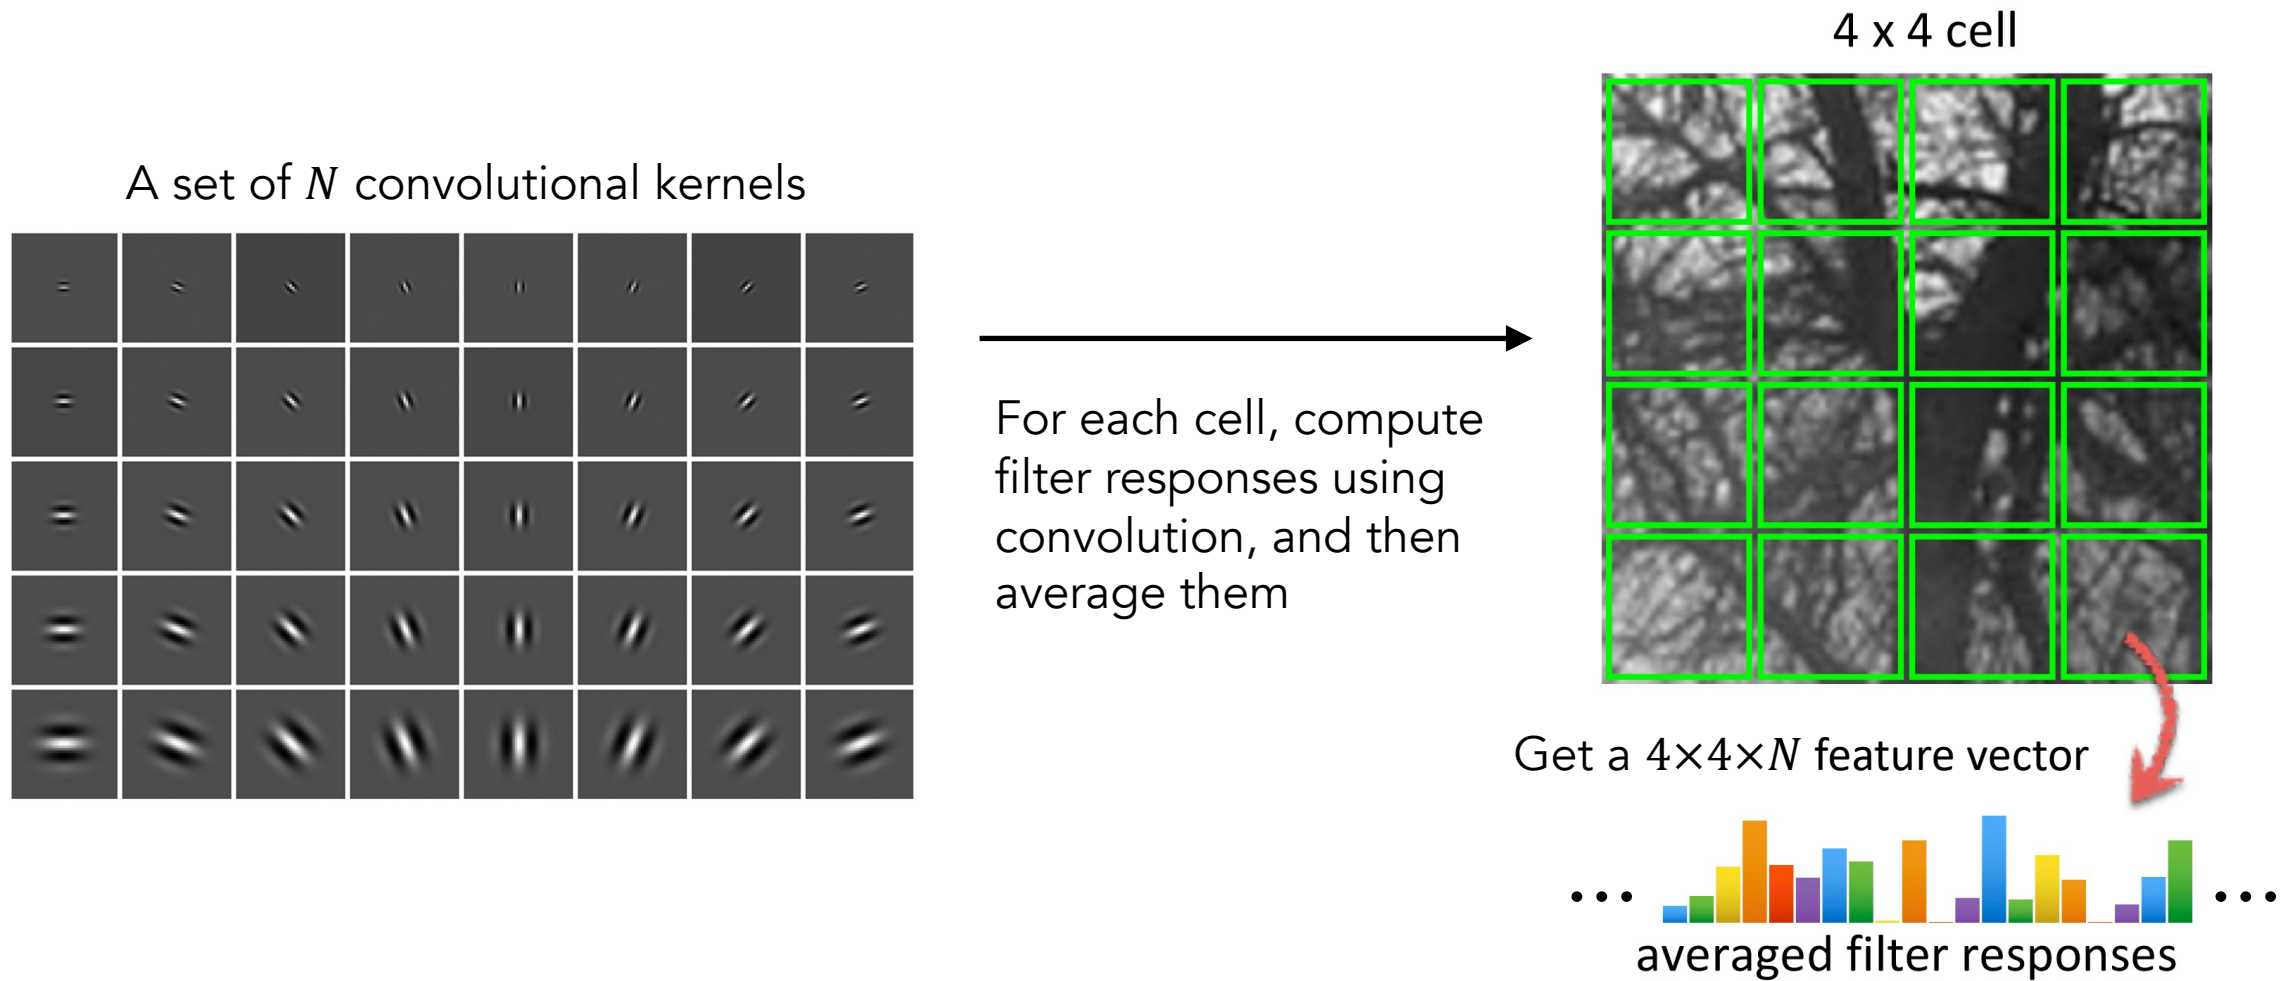 4 x 4 cell
A set of N convolutional kernels
For each cell, compute
filter responses using
convolution, and then
average them
Get a 4×4×N feature vector
... ...
averaged filter responses